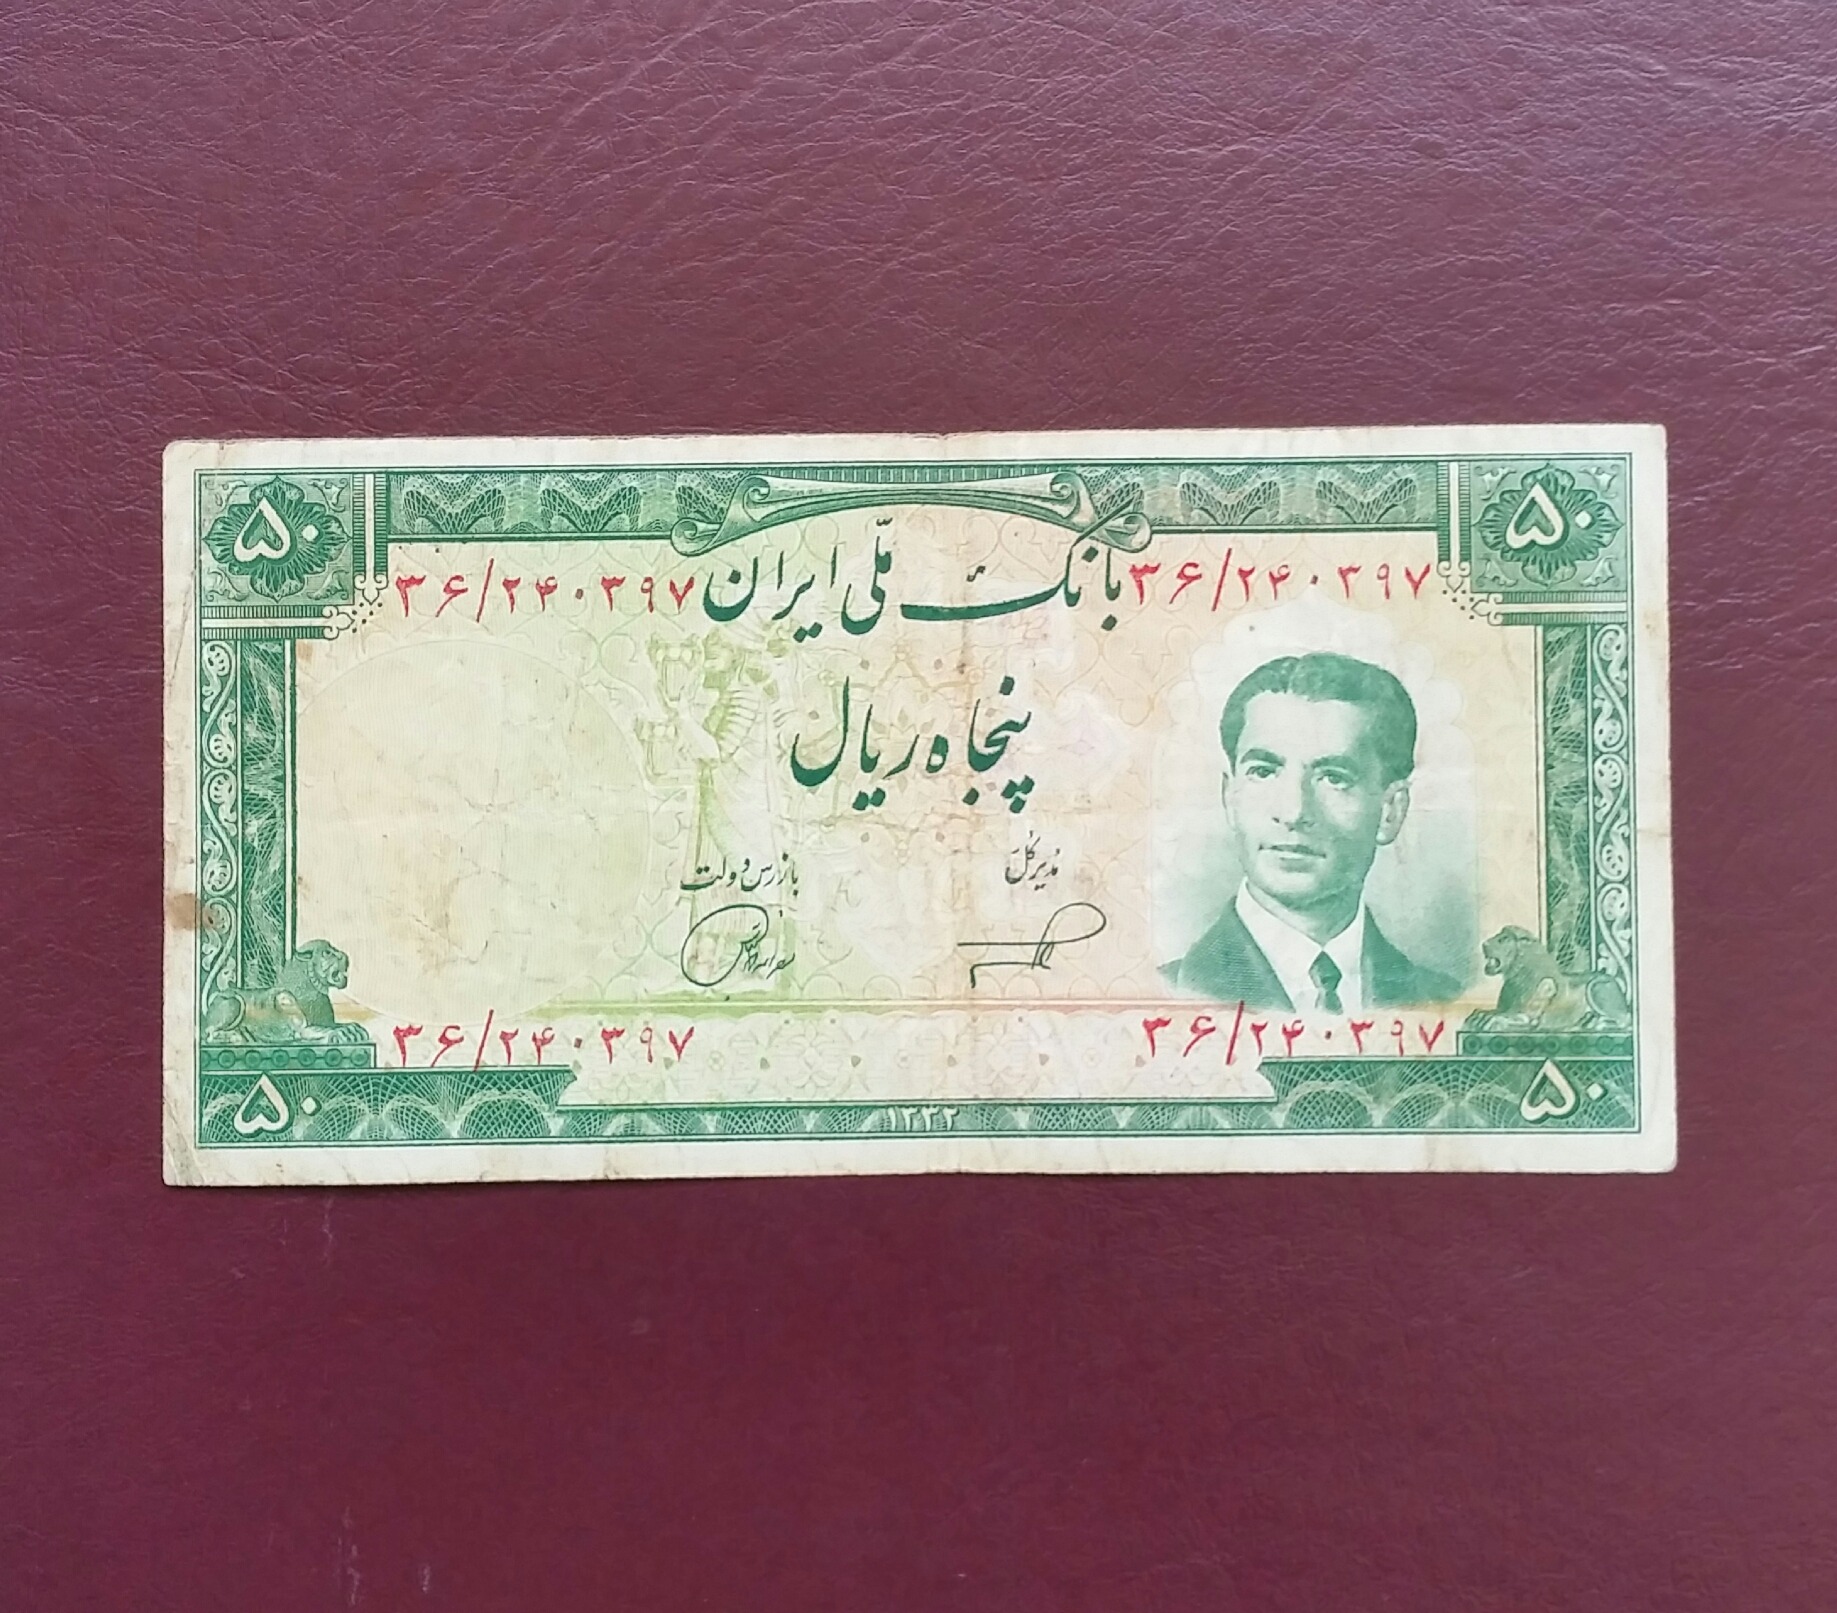 ۵۰ ۵۰
۳۶/۲۴۰۳۹۷ بانک ملّی ایران ۳۶/۲۴۰۳۹۷
پنجاه ریال
مدیر کل بازرس دولت
۳۶/۲۴۰۳۹۷ ۳۶/۲۴۰۳۹۷
۵۰ ۱۳۳۲ ۵۰